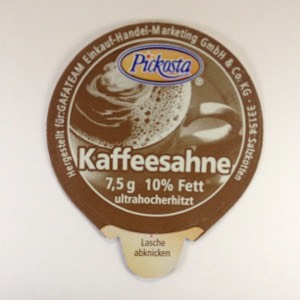 Hergestellt für:GAFATEAM Einkauf-Handel-Marketing GmbH & Co. KG · 33154 Salzkotten
Pickosta
Kaffeesahne
7,5 g 10% Fett
ultrahocherhitzt
Lasche
abknicken